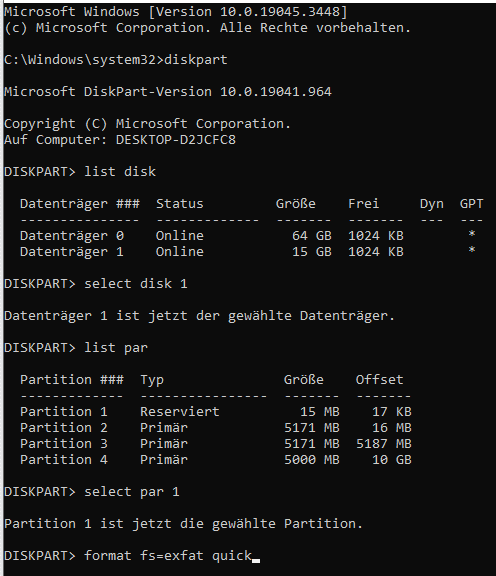 Microsoft Windows [Version 10.0.19045.3448]
(c) Microsoft Corporation. Alle Rechte vorbehalten.
C:\Windows\system32>diskpart
Microsoft DiskPart-Version 10.0.19041.964
Copyright (C) Microsoft Corporation.
Auf Computer: DESKTOP-D2JCFC8
DISKPART> list disk
  Datenträger ###  Status         Größe    Frei     Dyn  GPT
  ---------------  -------------  -------  -------  ---  ---
  Datenträger 0    Online           64 GB  1024 KB        *
  Datenträger 1    Online           15 GB  1024 KB        *
DISKPART> select disk 1
Datenträger 1 ist jetzt der gewählte Datenträger.
DISKPART> list par
  Partition ###  Typ               Größe    Offset
  -------------  ----------------  -------  -------
  Partition 1    Reserviert          15 MB    17 KB
  Partition 2    Primär            5171 MB    16 MB
  Partition 3    Primär            5171 MB  5187 MB
  Partition 4    Primär            5000 MB    10 GB
DISKPART> select par 1
Partition 1 ist jetzt die gewählte Partition.
DISKPART> format fs=exfat quick